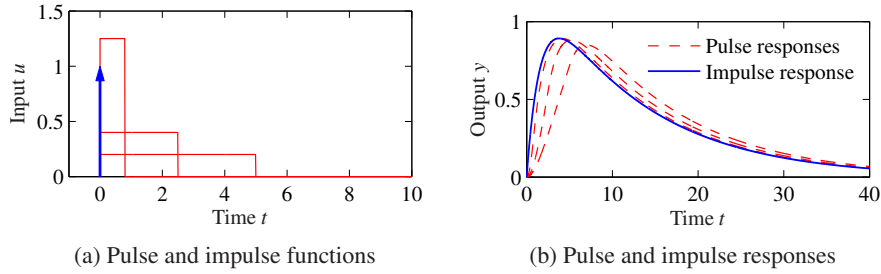 1.5
1
0.5
0
Input u
0 2 4 6 8 10
Time t
(a) Pulse and impulse functions
1
0.5
0
Output y
Pulse responses
Impulse response
0 10 20 30 40
Time t
(b) Pulse and impulse responses